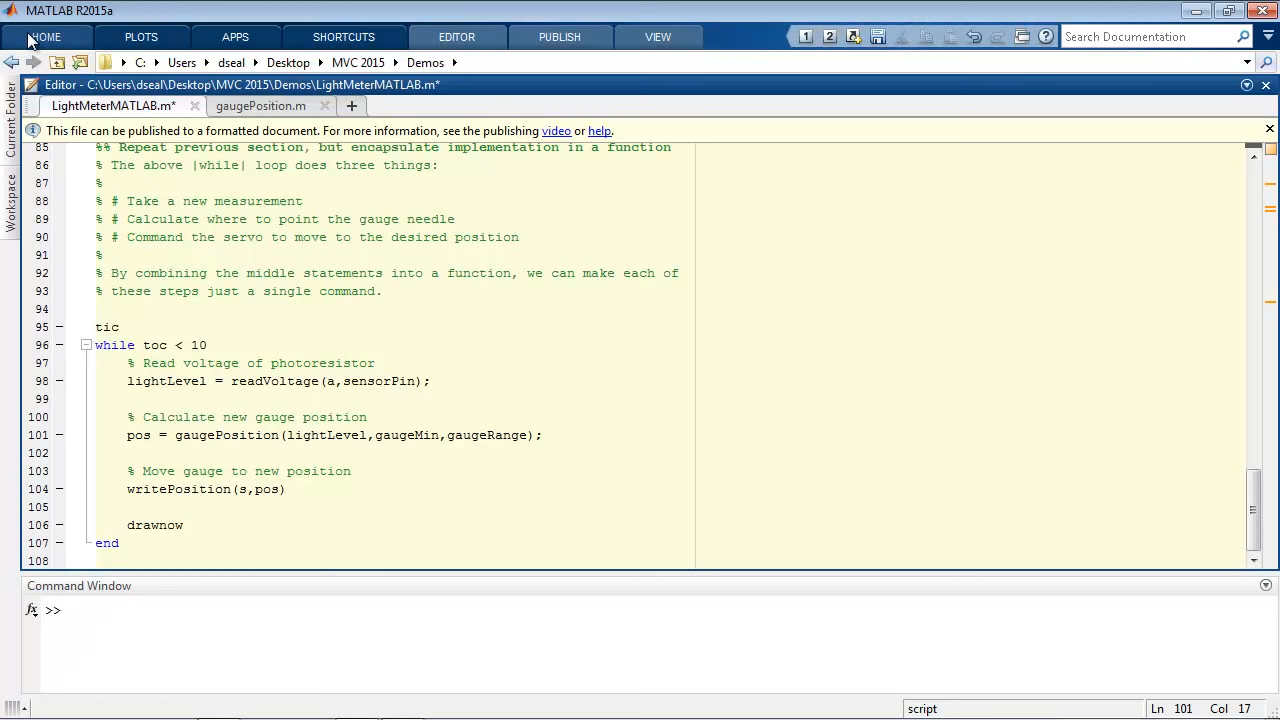 MATLAB R2015a
HOME PLOTS APPS SHORTCUTS EDITOR PUBLISH VIEW 1 2 ? Search Documentation
C: Users dseal Desktop MVC 2015 Demos
Editor - C:\Users\dseal\Desktop\MVC 2015\Demos\LightMeterMATLAB.m*
LightMeterMATLAB.m* gaugePosition.m +
This file can be published to a formatted document. For more information, see the publishing video or help.
Current Folder
Workspace
85 %% Repeat previous section, but encapsulate implementation in a function
86 % The above |while| loop does three things:
87 %
88 % # Take a new measurement
89 % # Calculate where to point the gauge needle
90 % # Command the servo to move to the desired position
91 %
92 % By combining the middle statements into a function, we can make each of
93 % these steps just a single command.
94
95 – tic
96 – while toc < 10
97 % Read voltage of photoresistor
98 – lightLevel = readVoltage(a,sensorPin);
99
100 % Calculate new gauge position
101 – pos = gaugePosition(lightLevel,gaugeMin,gaugeRange);
102
103 % Move gauge to new position
104 – writePosition(s,pos)
105
106 – drawnow
107 – end
108
Command Window
fx >>
script Ln 101 Col 17